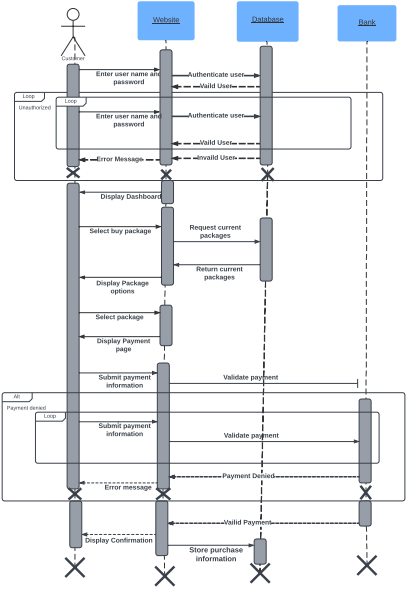 Website
Database
Bank
Customer
Enter user name and
password
Authenticate user
Vaild User
Loop
Unauthorized
Loop
Enter user name and
password
Authenticate user
Vaild User
Invaild User
Error Message
Display Dashboard
Select buy package
Request current
packages
Return current
packages
Display Package
options
Select package
Display Payment
page
Submit payment
information
Validate payment
Alt
Payment denied
Loop
Submit payment
information
Validate payment
Payment Denied
Error message
Vailid Payment
Display Confirmation
Store purchase
information